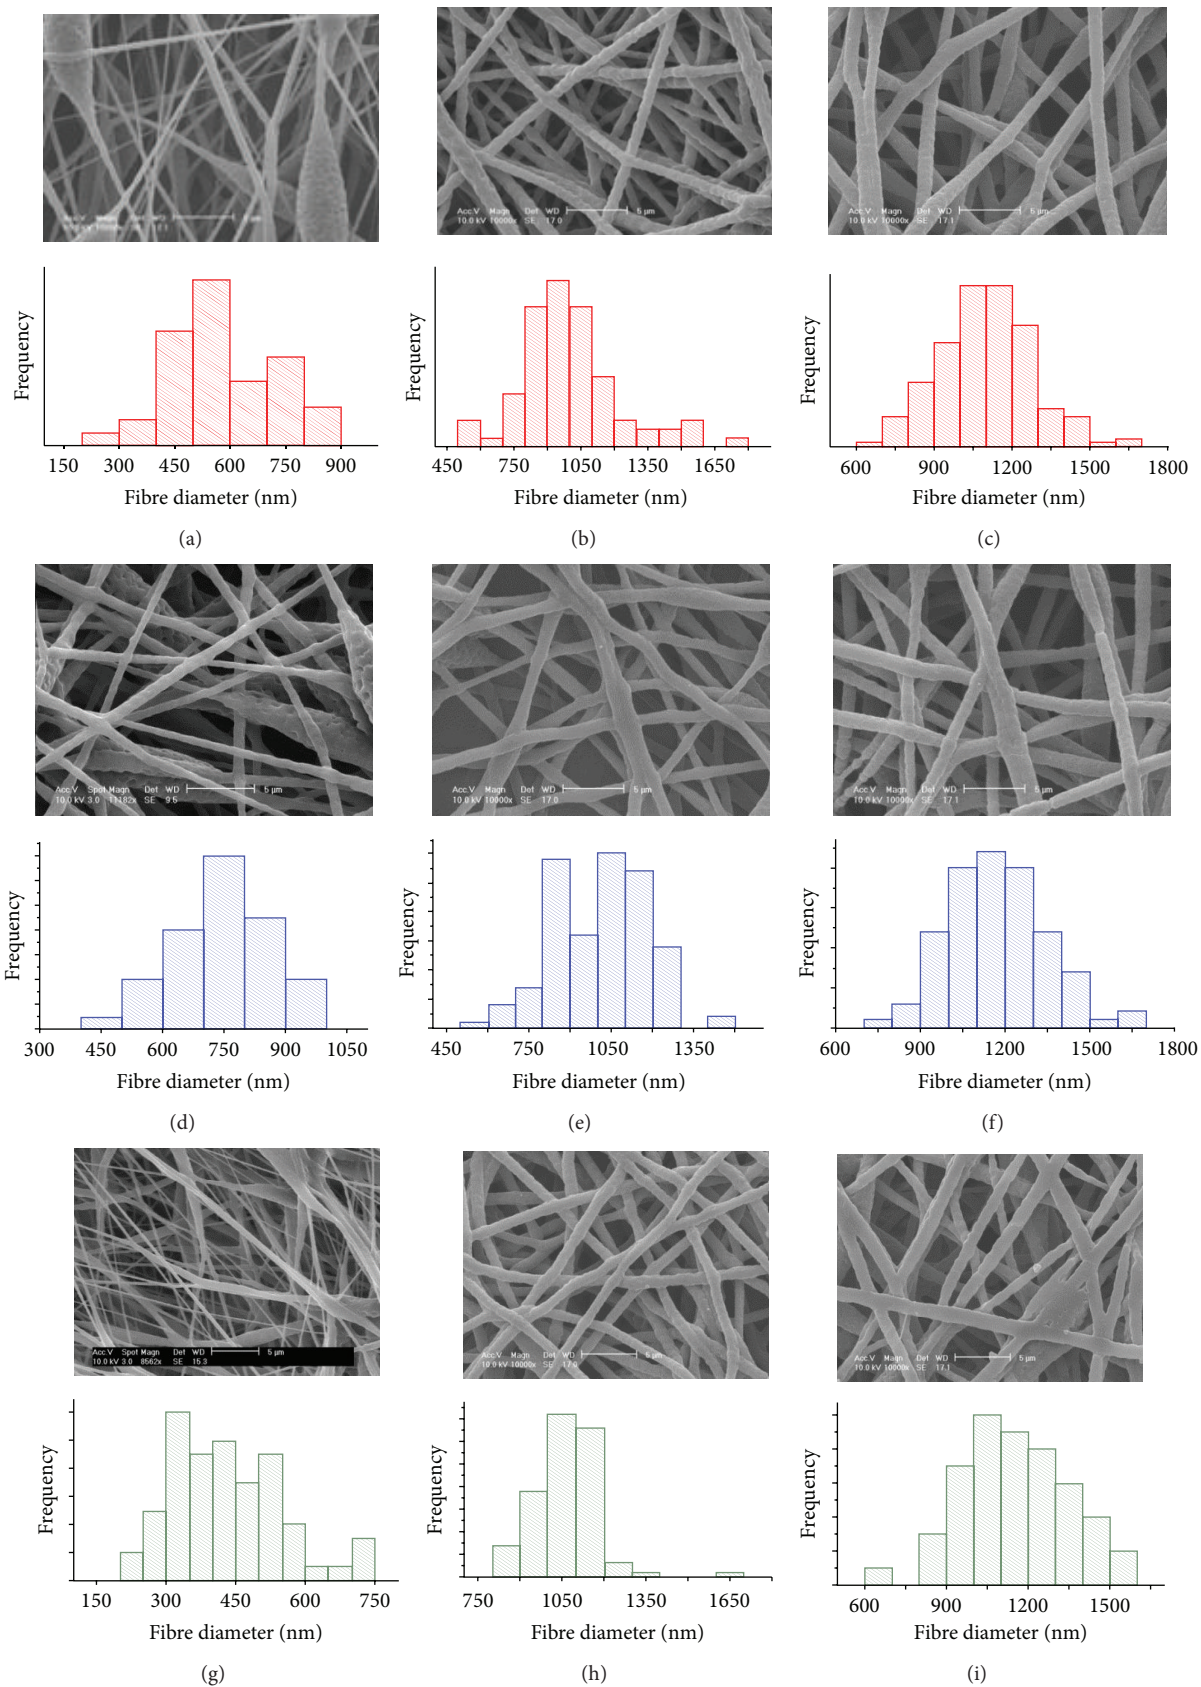 Acc.V Magn Det WD 5 µm
10.0 kV 10000x SE 17.0
Acc.V Magn Det WD 5 µm
10.0 kV 10000x SE 17.1
Frequency
150 300 450 600 750 900
Fibre diameter (nm)
(a)
Frequency
450 750 1050 1350 1650
Fibre diameter (nm)
(b)
Frequency
600 900 1200 1500 1800
Fibre diameter (nm)
(c)
Acc.V Spot Magn Det WD 5 µm
10.0 kV 3.0 11782x SE 9.5
Acc.V Magn Det WD 5 µm
10.0 kV 10000x SE 17.0
Acc.V Magn Det WD 5 µm
10.0 kV 10000x SE 17.1
Frequency
300 450 600 750 900 1050
Fibre diameter (nm)
(d)
Frequency
450 750 1050 1350
Fibre diameter (nm)
(e)
Frequency
600 900 1200 1500 1800
Fibre diameter (nm)
(f)
Acc.V Spot Magn Det WD 5 µm
10.0 kV 3.0 8562x SE 15.3
Acc.V Magn Det WD 5 µm
10.0 kV 10000x SE 17.0
Acc.V Magn Det WD 5 µm
10.0 kV 10000x SE 17.1
Frequency
150 300 450 600 750
Fibre diameter (nm)
(g)
Frequency
750 1050 1350 1650
Fibre diameter (nm)
(h)
Frequency
600 900 1200 1500
Fibre diameter (nm)
(i)